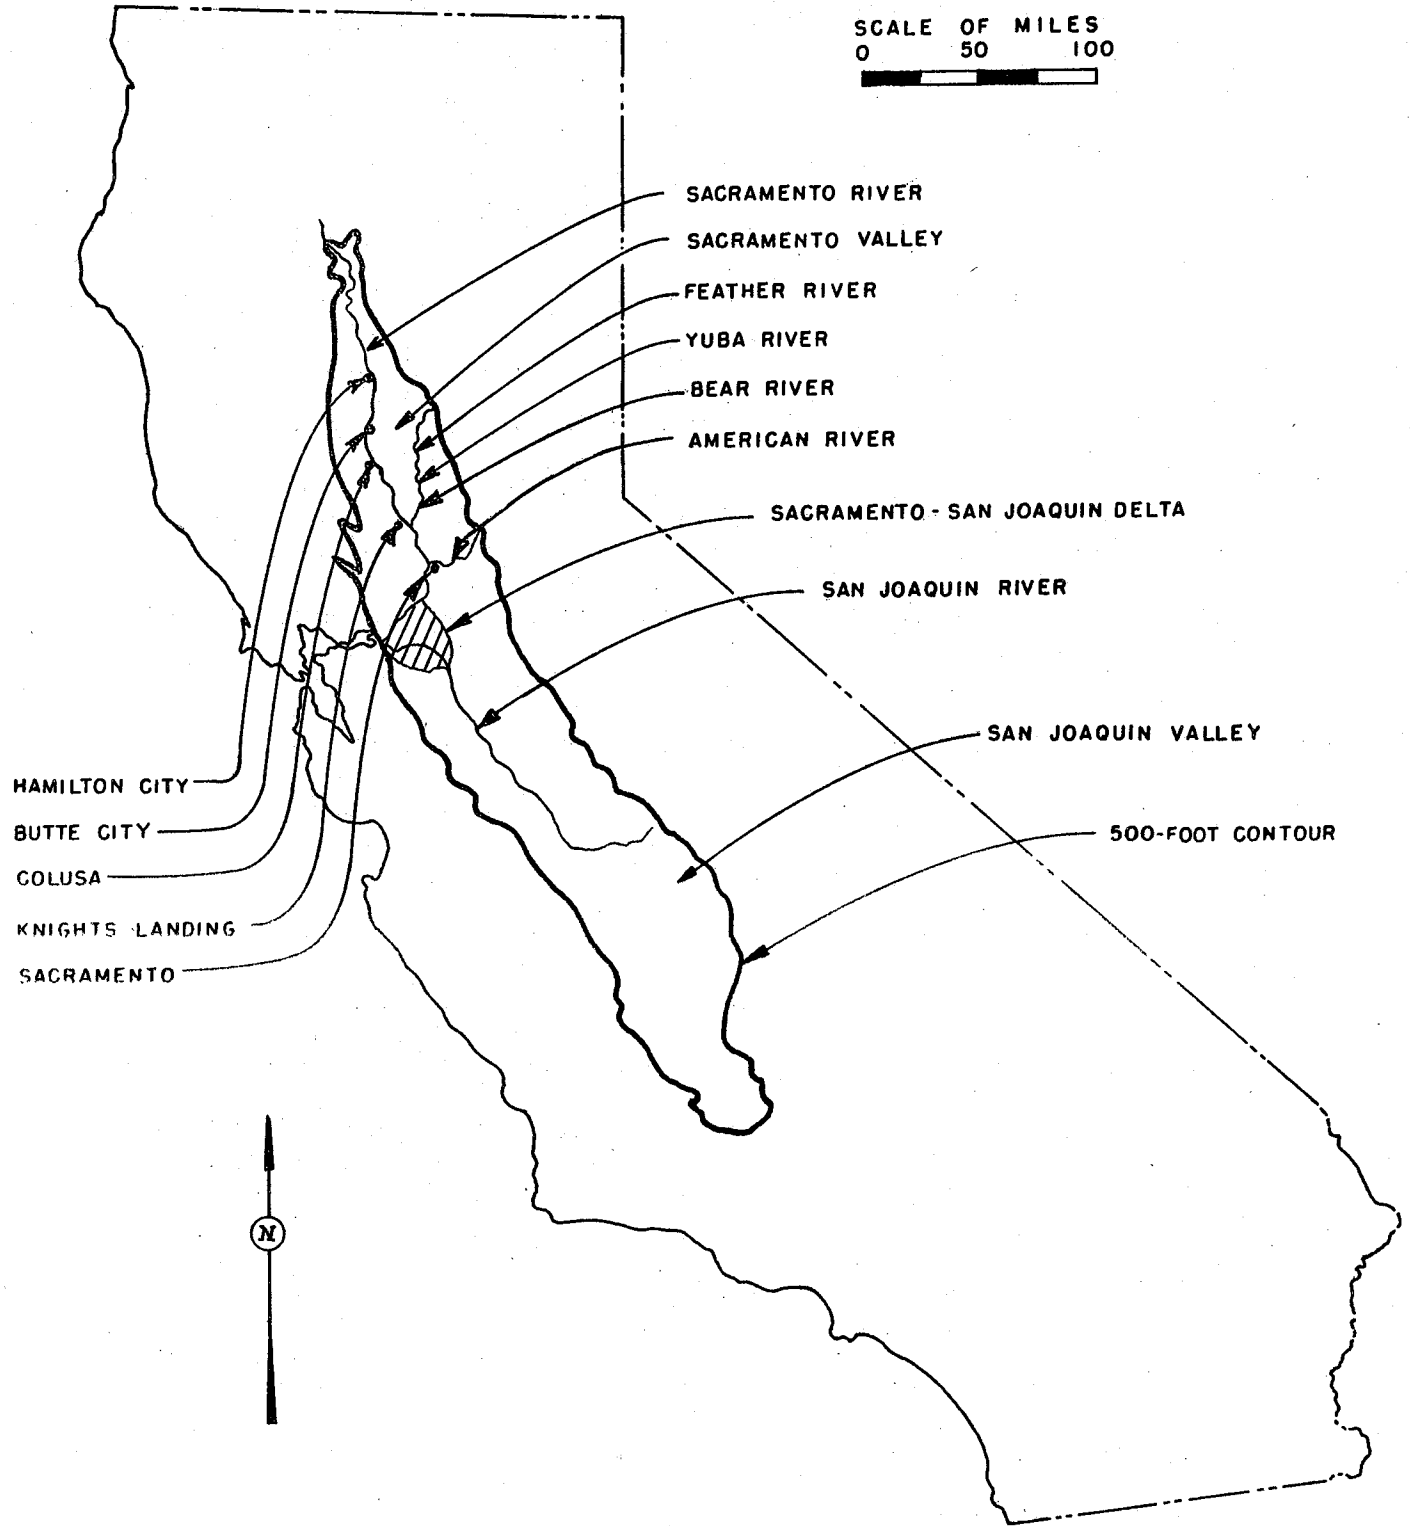 SCALE OF MILES
0 50 100
SACRAMENTO RIVER
SACRAMENTO VALLEY
FEATHER RIVER
YUBA RIVER
BEAR RIVER
AMERICAN RIVER
SACRAMENTO - SAN JOAQUIN DELTA
SAN JOAQUIN RIVER
SAN JOAQUIN VALLEY
500-FOOT CONTOUR
HAMILTON CITY
BUTTE CITY
COLUSA
KNIGHTS LANDING
SACRAMENTO
N